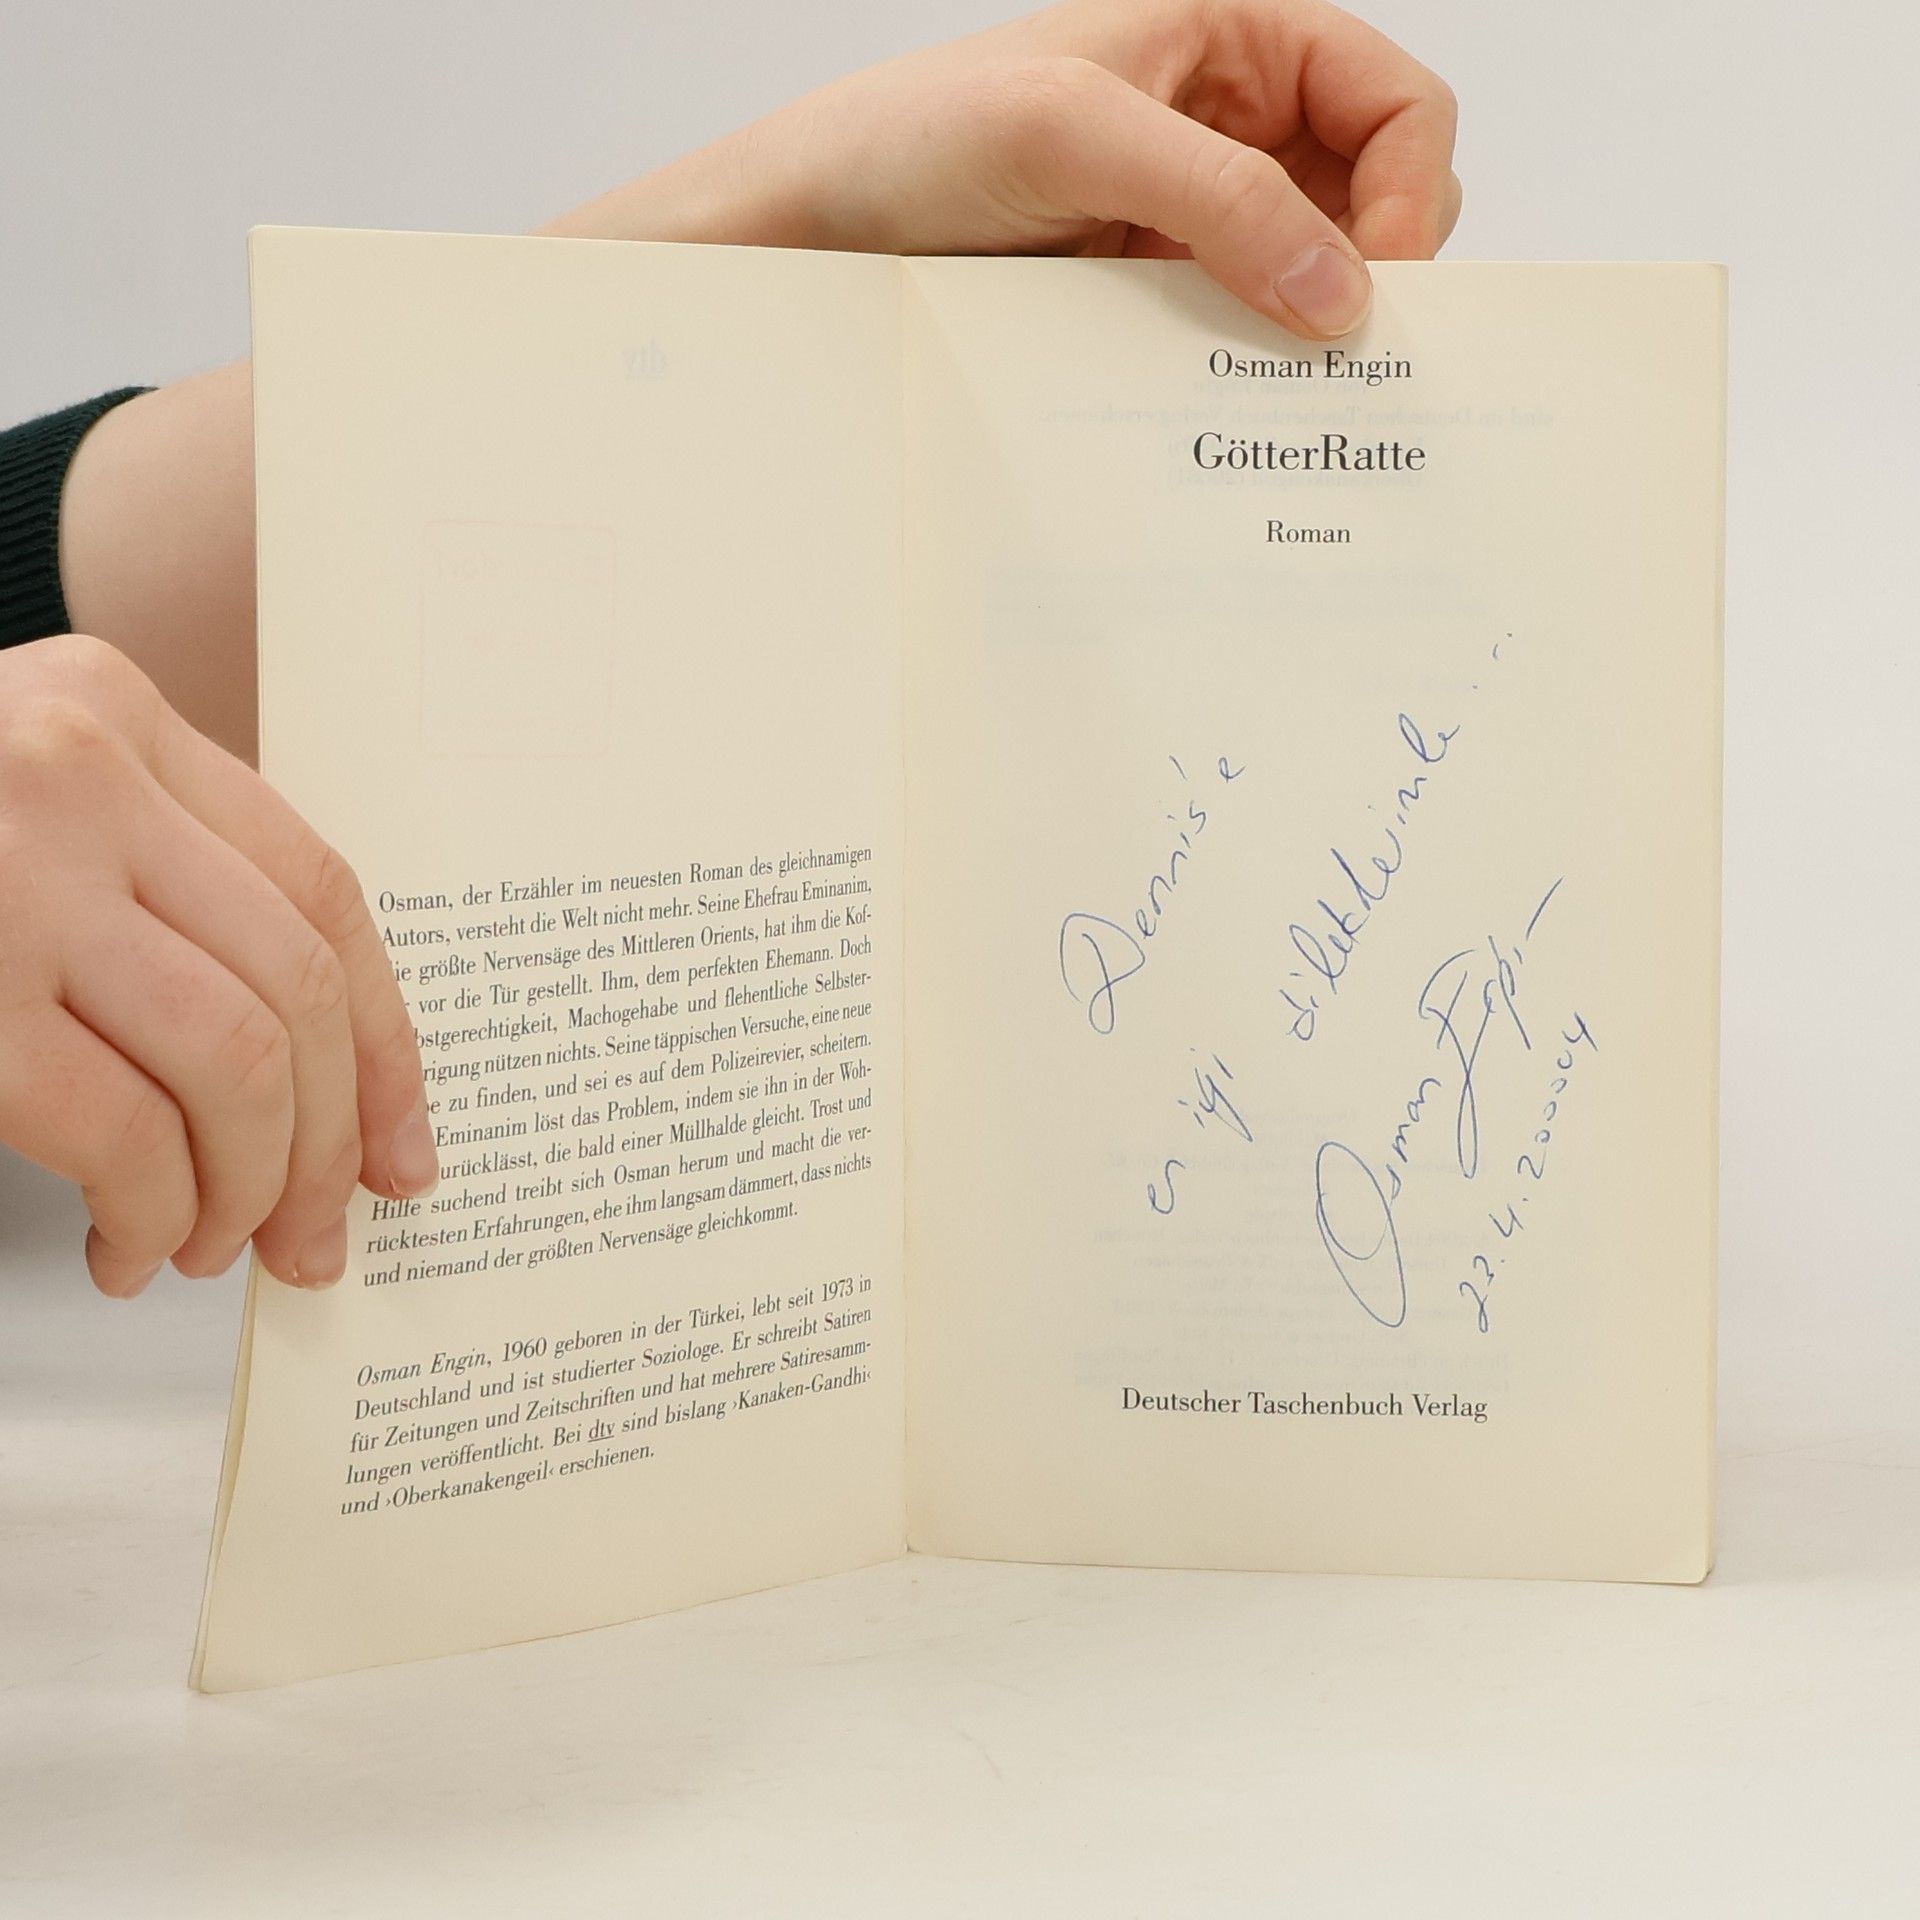 Osman, der Erzähler im neuesten Roman des gleichnamigen
Autors, versteht die Welt nicht mehr. Seine Ehefrau Eminanim,
ie größte Nervensäge des Mittleren Orients, hat ihm die Kof-
vor die Tür gestellt. Ihm, dem perfekten Ehemann. Doch
bstgerechtigkeit, Machogehabe und flehentliche Selbster-
rigung nützen nichts. Seine täppischen Versuche, eine neue
e zu finden, und sei es auf dem Polizeirevier, scheitern.
Eminanim löst das Problem, indem sie ihn in der Woh-
urücklässt, die bald einer Müllhalde gleicht. Trost und
Hilfe suchend treibt sich Osman herum und macht die ver-
rücktesten Erfahrungen, ehe ihm langsam dämmert, dass nichts
und niemand der größten Nervensäge gleichkommt.
Osman Engin, 1960 geboren in der Türkei, lebt seit 1973 in
Deutschland und ist studierter Soziologe. Er schreibt Satiren
für Zeitungen und Zeitschriften und hat mehrere Satiresamm-
lungen veröffentlicht. Bei dtv sind bislang ›Kanaken-Gandhi‹
und ›Oberkanakengeil‹ erschienen.
Osman Engin
GötterRatte
Roman
Dennis'e
en iyi dileklerimle...
Osman Engin
22.4.200004
Deutscher Taschenbuch Verlag